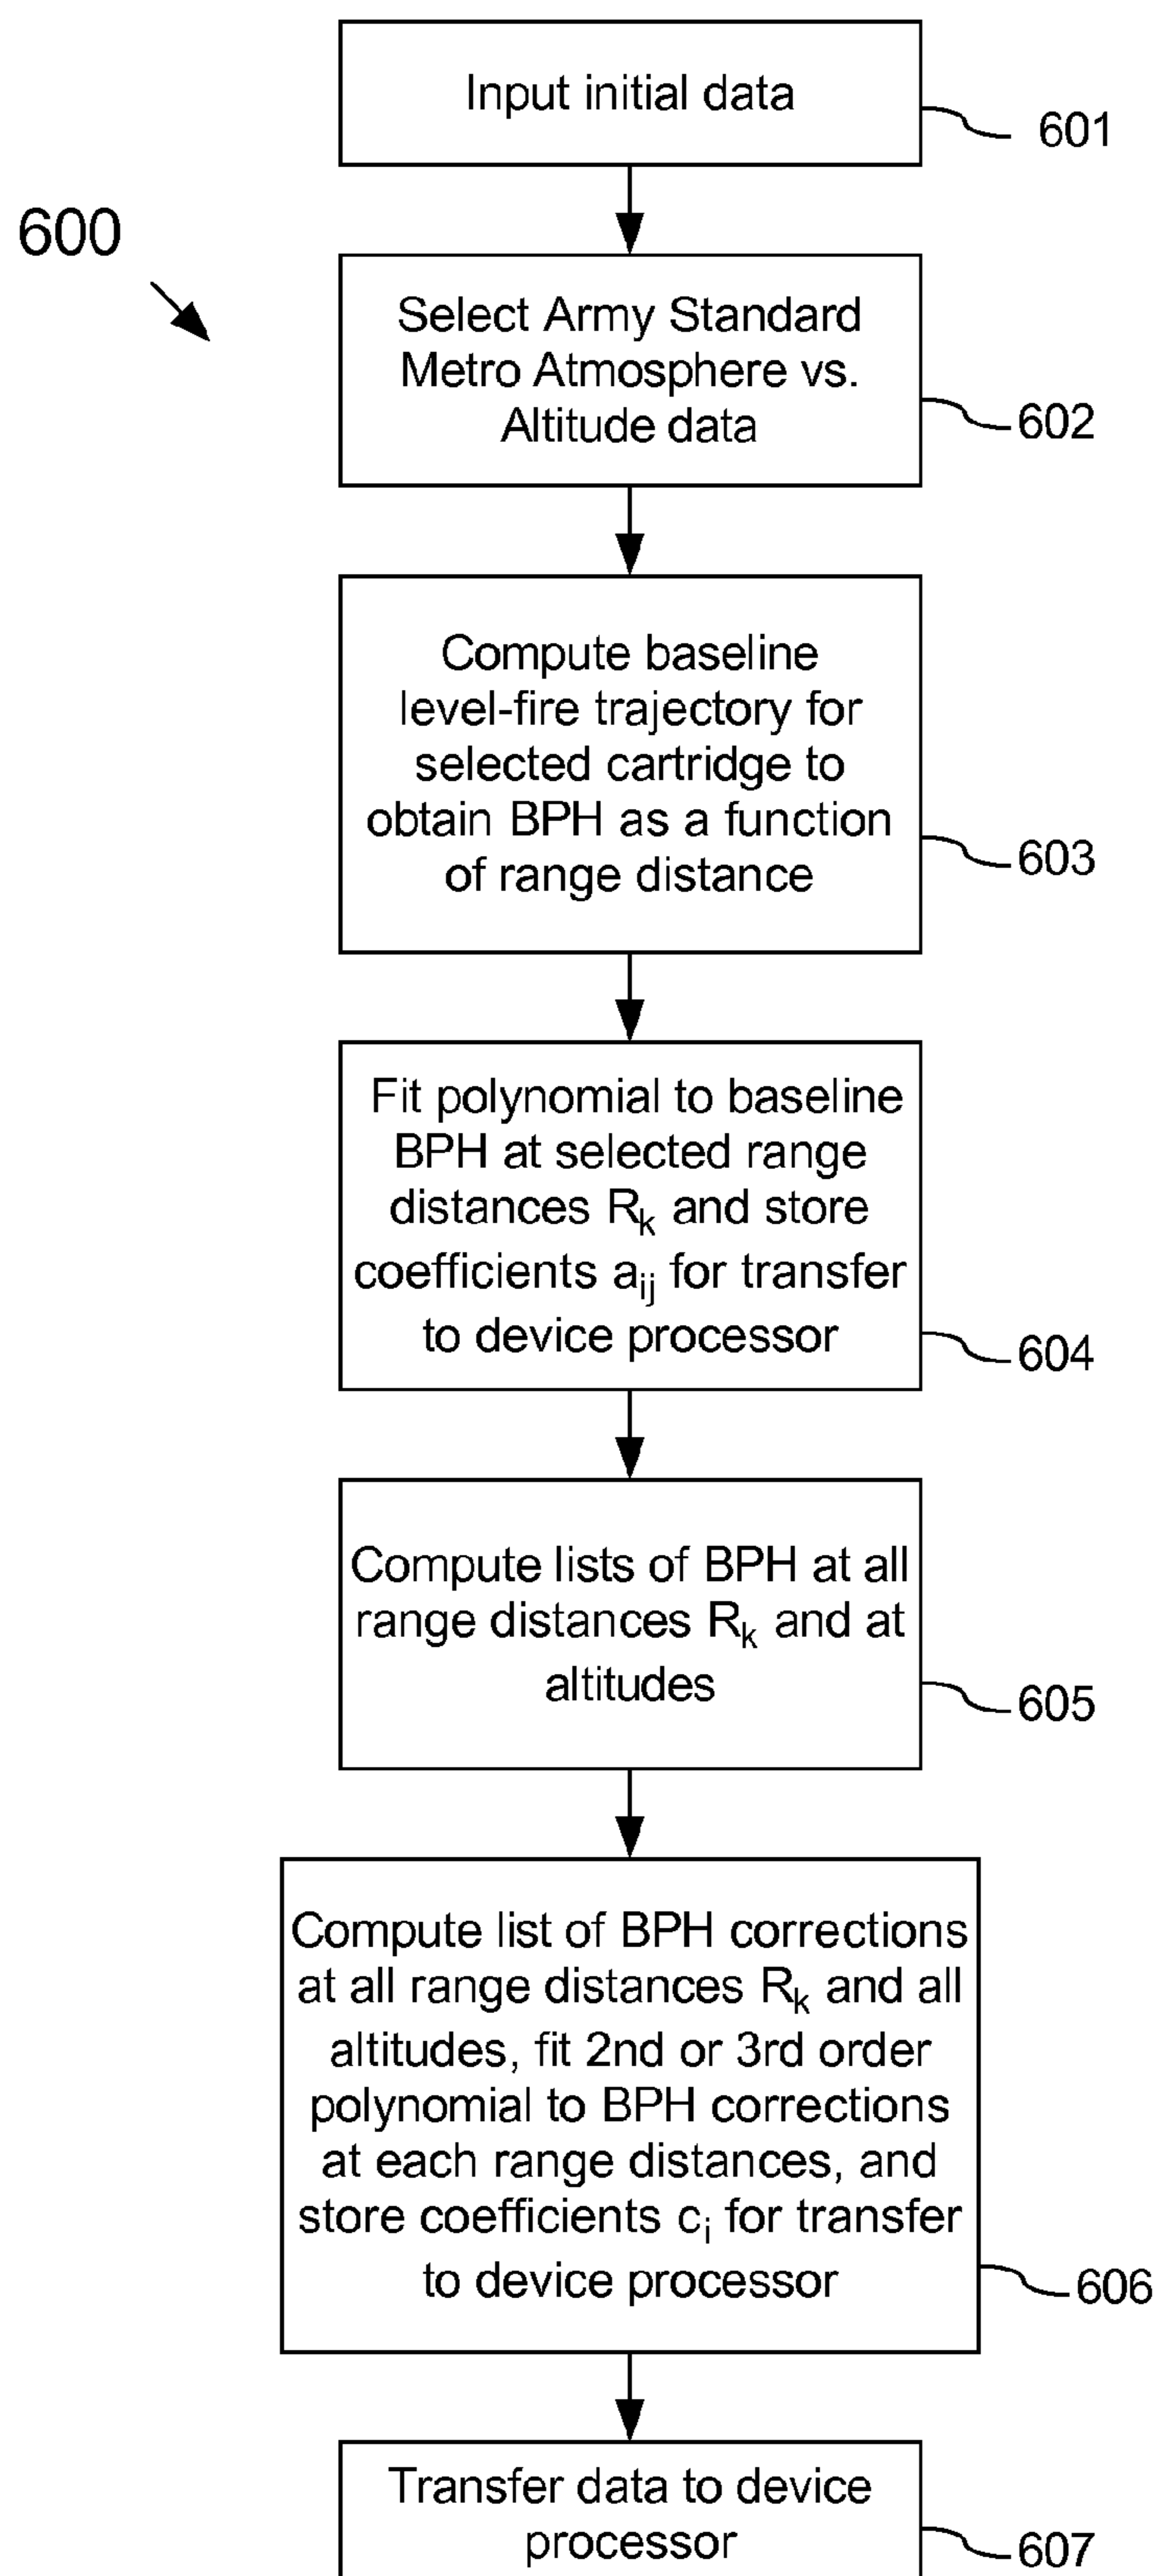 Input initial data
601
600
Select Army Standard
Metro Atmosphere vs.
Altitude data
602
Compute baseline
level-fire trajectory for
selected cartridge to
obtain BPH as a function
of range distance
603
Fit polynomial to baseline
BPH at selected range
distances Rk and store
coefficients aij for transfer
to device processor
604
Compute lists of BPH at all
range distances Rk and at
altitudes
605
Compute list of BPH corrections
at all range distances Rk and all
altitudes, fit 2nd or 3rd order
polynomial to BPH corrections
at each range distances, and
store coefficients ci for transfer
to device processor
606
Transfer data to device
processor
607